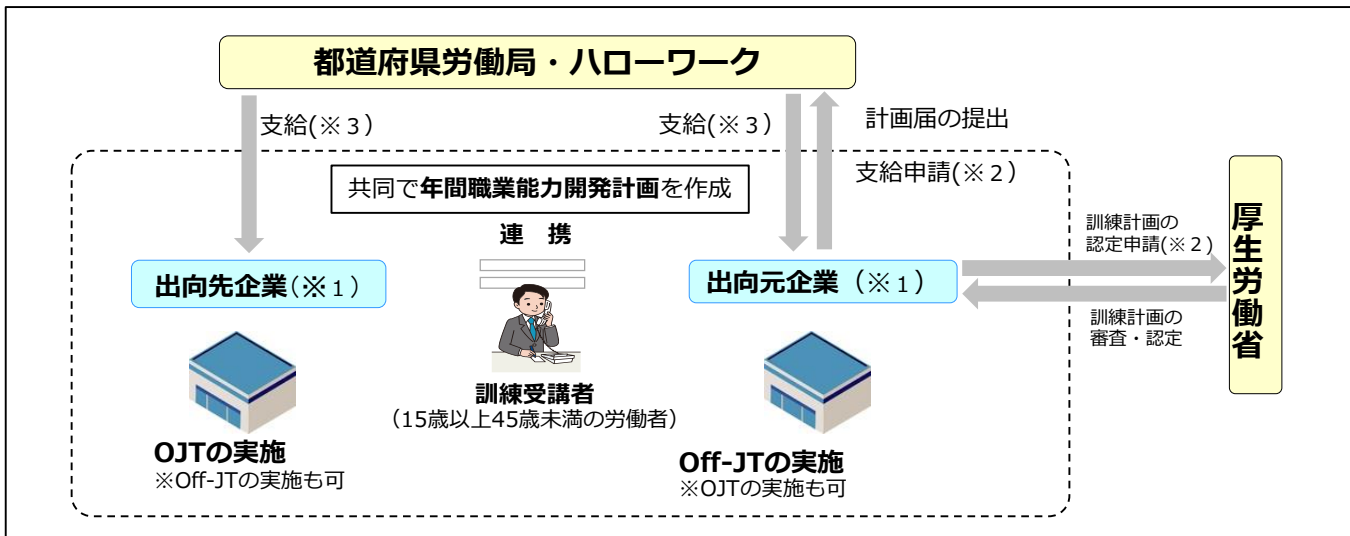 都道府県労働局・ハローワーク
支給(※３)
支給(※３)
計画届の提出
支給申請(※２)
共同で年間職業能力開発計画を作成
連 携
出向先企業(※１)
出向元企業（※１）
訓練計画の
認定申請(※２)
訓練計画の
審査・認定
厚生労働省
訓練受講者
（15歳以上45歳未満の労働者）
OJTの実施
※Off-JTの実施も可
Off-JTの実施
※OJTの実施も可